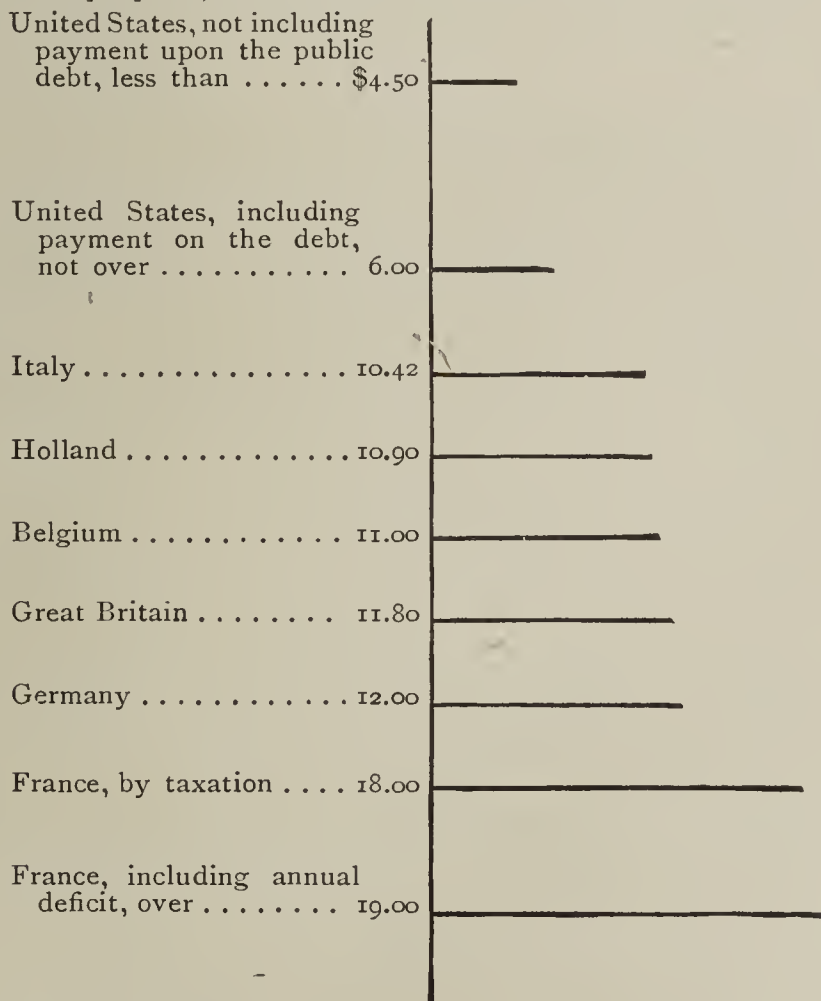 United States, not including
payment upon the public
debt, less than ...... $4.50
United States, including
payment on the debt,
not over ........... 6.00
Italy ............... 10.42
Holland ............. 10.90
Belgium ............ 11.00
Great Britain ........ 11.80
Germany ............ 12.00
France, by taxation .... 18.00
France, including annual
deficit, over ........ 19.00